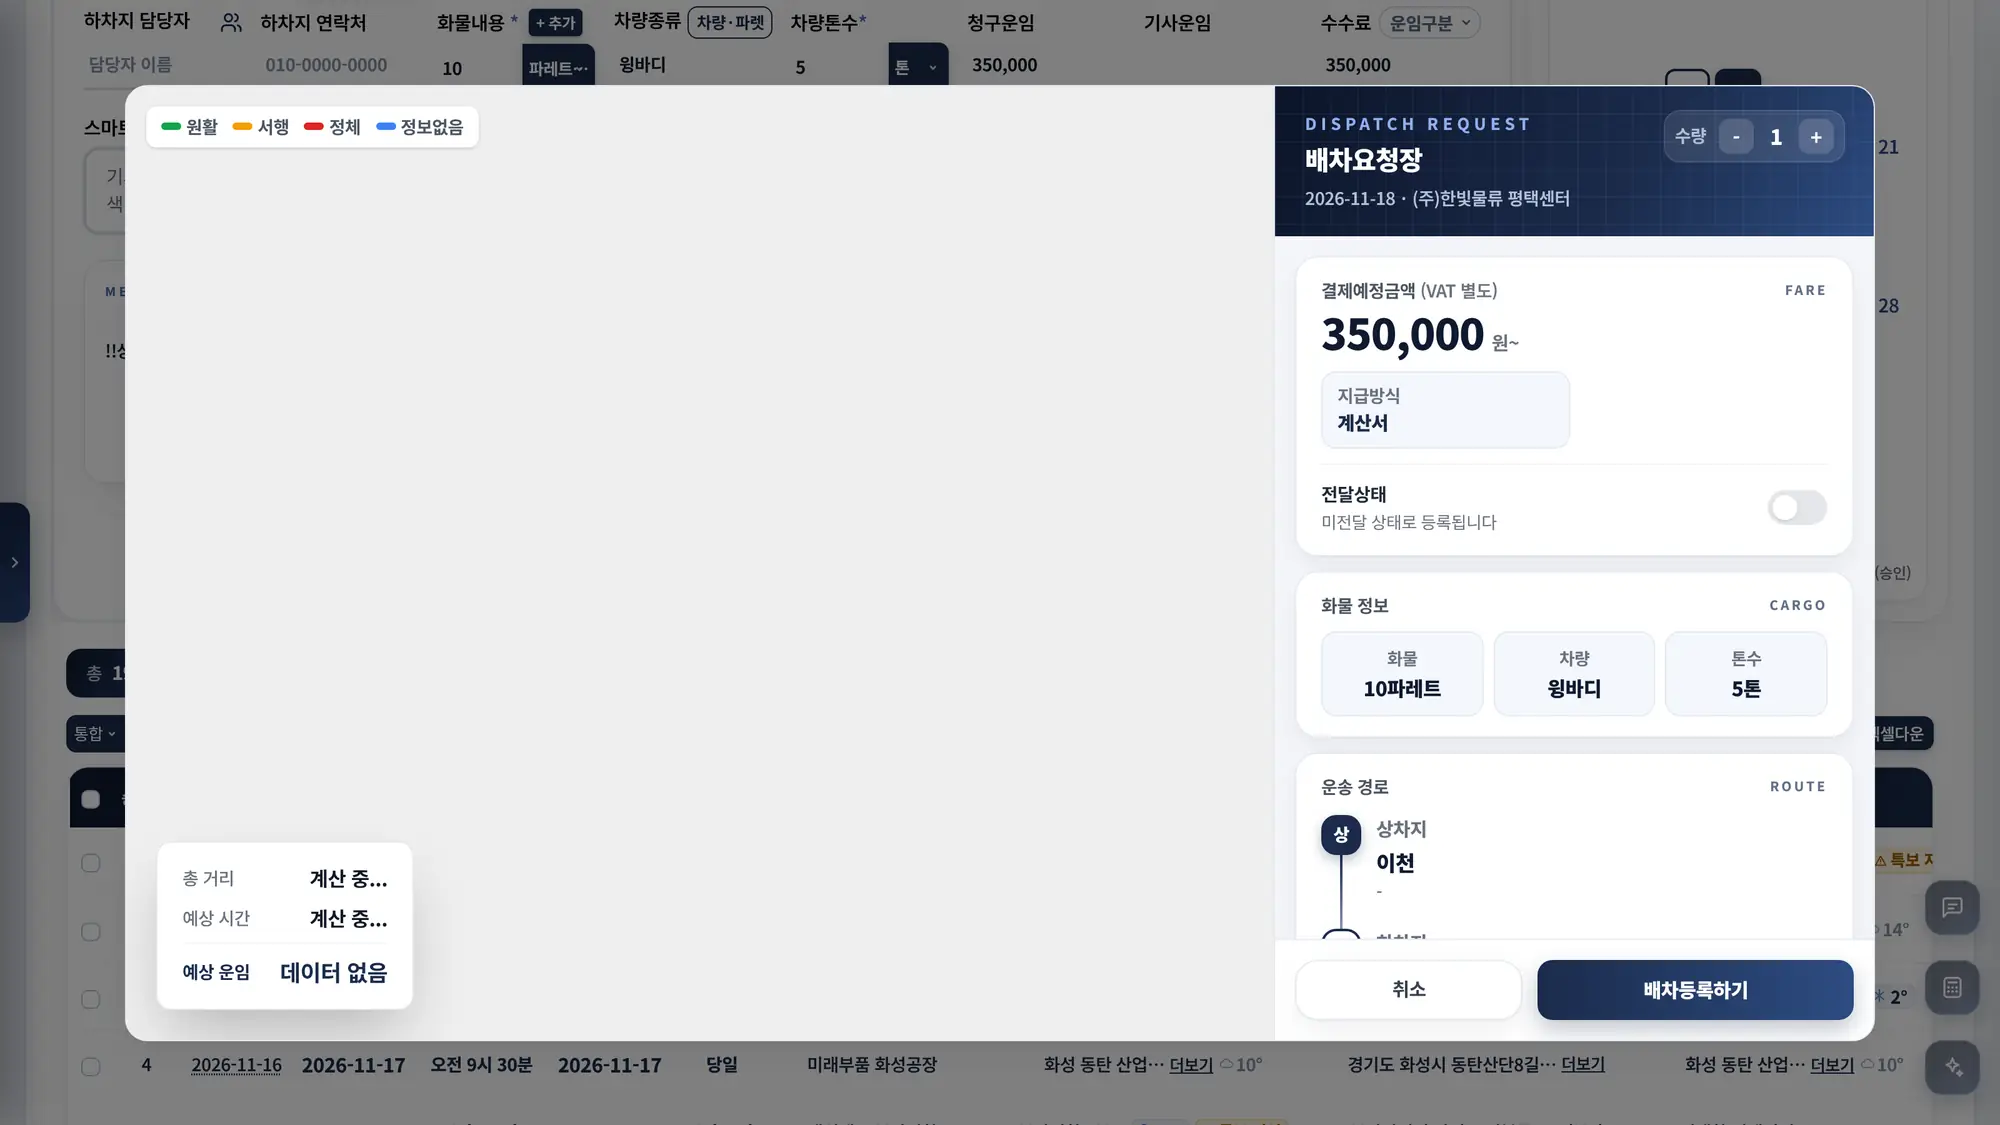 하차지 담당자 하차지 연락처 화물내용 * + 추가 차량종류 차량·파렛 차량톤수* 청구운임 기사운임 수수료 운임구분
담당자 이름 010-0000-0000 10 파레트 윙바디 5 톤 350,000 350,000
원활 서행 정체 정보없음
DISPATCH REQUEST
배차요청장
2026-11-18 · (주)한빛물류 평택센터
수량 - 1 +
21
28
결제예정금액 (VAT 별도) FARE
350,000 원~
지급방식
계산서
전달상태
미전달 상태로 등록됩니다
(승인)
화물 정보 CARGO
화물 차량 톤수
10파레트 윙바디 5톤
총
통합
운송 경로 ROUTE
상 상차지
이천
-
총 거리 계산 중...
예상 시간 계산 중...
예상 운임 데이터 없음
취소 배차등록하기
⚠ 특보
14°
2°
4 2026-11-16 2026-11-17 오전 9시 30분 2026-11-17 당일 미래부품 화성공장 화성 동탄 산업… 더보기 10° 경기도 화성시 동탄산단8길… 더보기 화성 동탄 산업… 더보기 10°